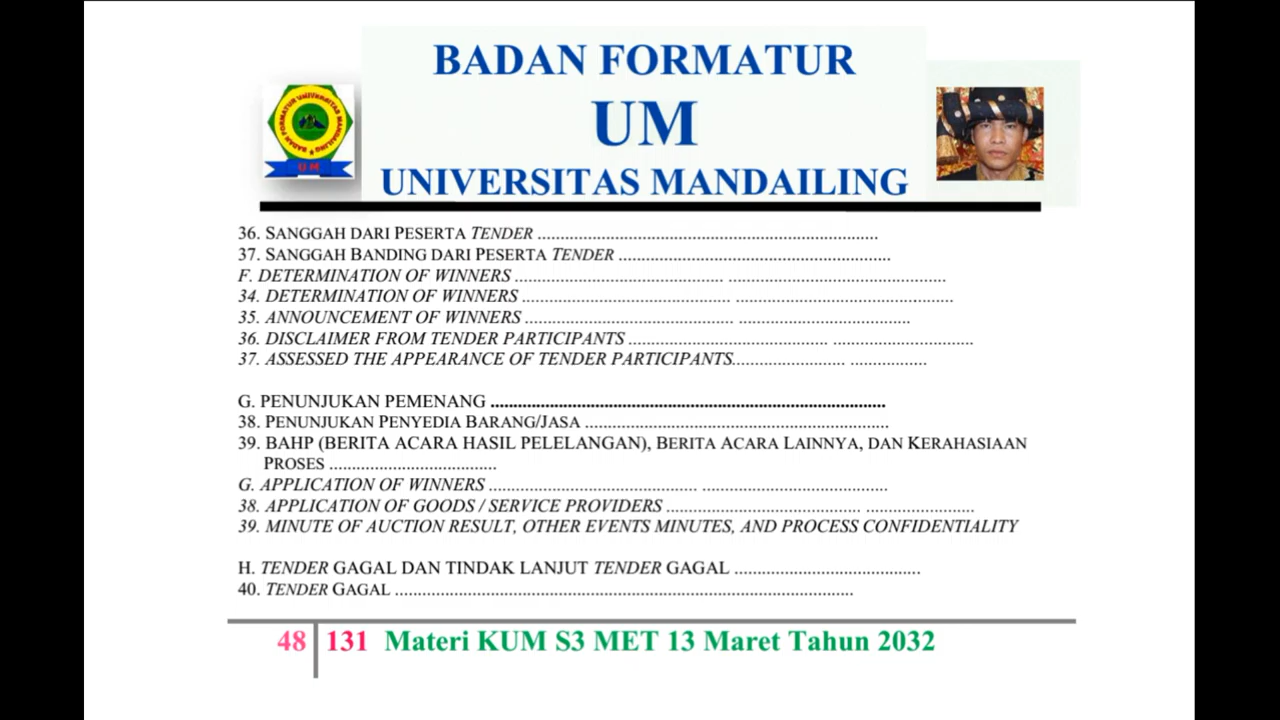 BADAN FORMATUR
UM
UNIVERSITAS MANDAILING
BADAN FORMATUR UNIVERSITAS MANDAILING
U M
36. SANGGAH DARI PESERTA TENDER ....................................................................................
37. SANGGAH BANDING DARI PESERTA TENDER ...................................................................
F. DETERMINATION OF WINNERS .................................................... ......................................................
34. DETERMINATION OF WINNERS .................................................... ......................................................
35. ANNOUNCEMENT OF WINNERS .................................................... ...........................................
36. DISCLAIMER FROM TENDER PARTICIPANTS .................................................. ...................................
37. ASSESSED THE APPEARANCE OF TENDER PARTICIPANTS............................ ...................
G. PENUNJUKAN PEMENANG ..................................................................................................
38. PENUNJUKAN PENYEDIA BARANG/JASA ...........................................................................
39. BAHP (BERITA ACARA HASIL PELELANGAN), BERITA ACARA LAINNYA, DAN KERAHASIAAN
PROSES .........................................
G. APPLICATION OF WINNERS .................................................... ..............................................
38. APPLICATION OF GOODS / SERVICE PROVIDERS ................................................ ...........................
39. MINUTE OF AUCTION RESULT, OTHER EVENTS MINUTES, AND PROCESS CONFIDENTIALITY
H. TENDER GAGAL DAN TINDAK LANJUT TENDER GAGAL ..............................................
40. TENDER GAGAL ..................................................................................................................
48 131 Materi KUM S3 MET 13 Maret Tahun 2032